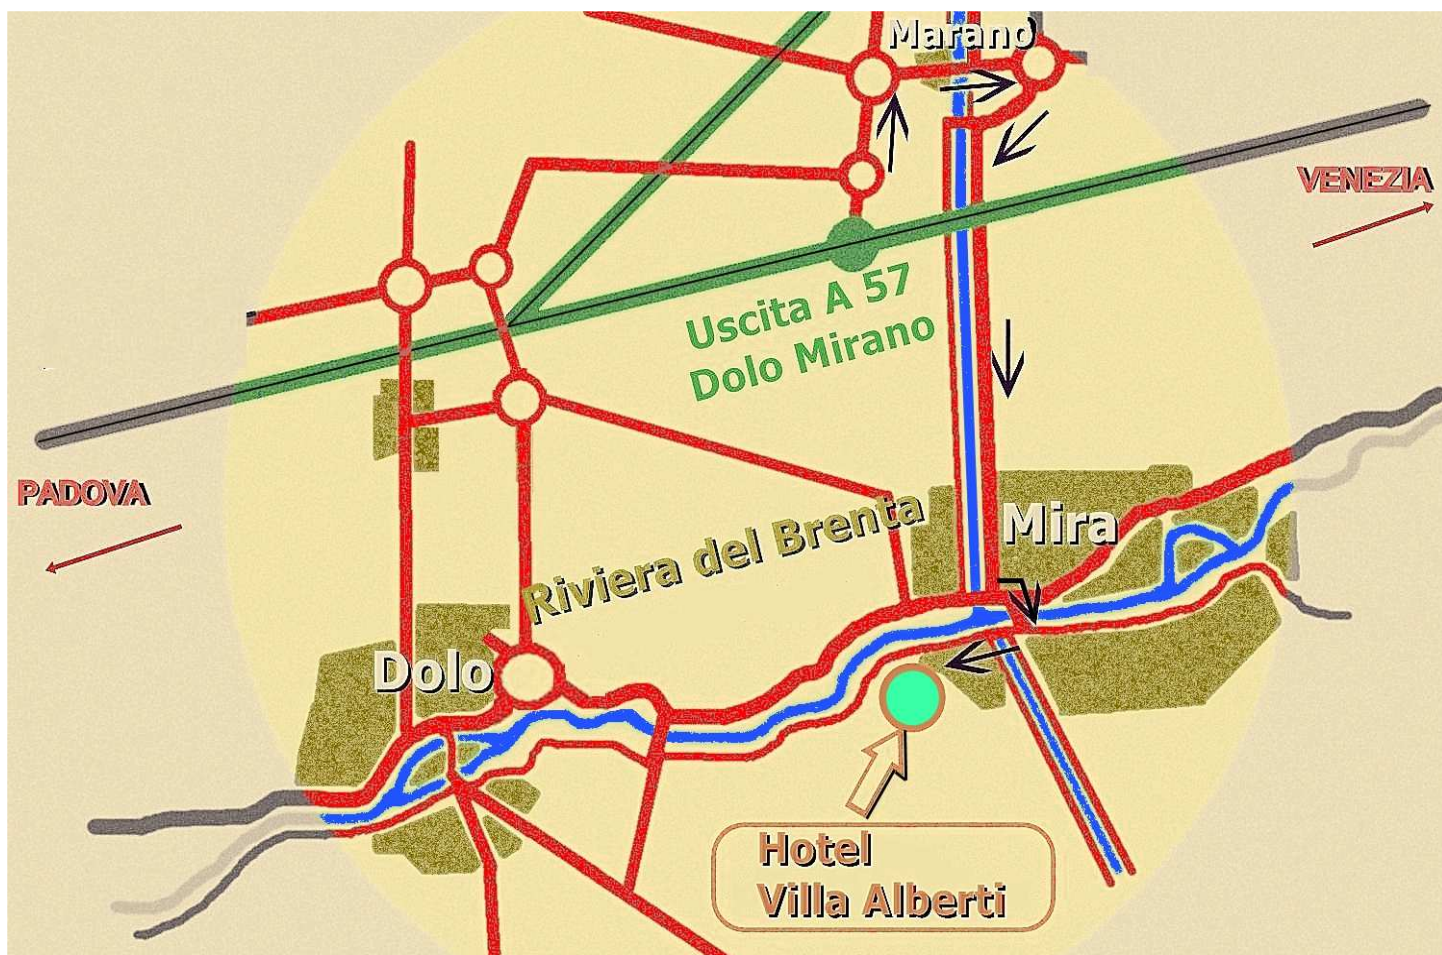 Marano
VENEZIA
Uscita A 57
Dolo Mirano
PADOVA
Riviera del Brenta
Mira
Dolo
Hotel
Villa Alberti